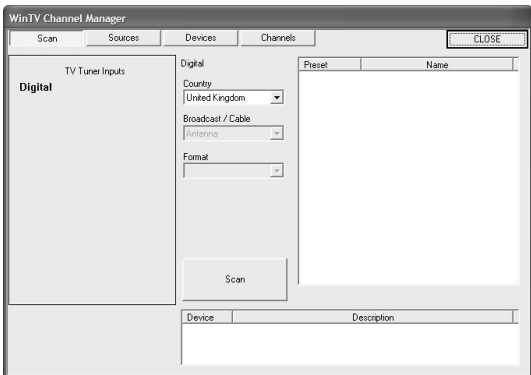 WinTV Channel Manager
Scan Sources Devices Channels CLOSE
TV Tuner Inputs
Digital
Digital
Country
United Kingdom
Broadcast / Cable
Antenna
Format
Scan
Preset Name
Device Description